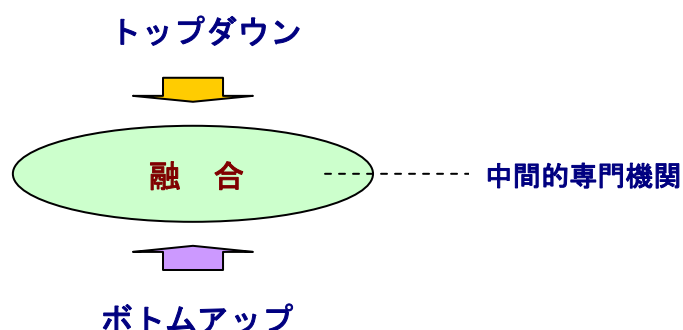 トップダウン
融　合
中間的専門機関
ボトムアップ